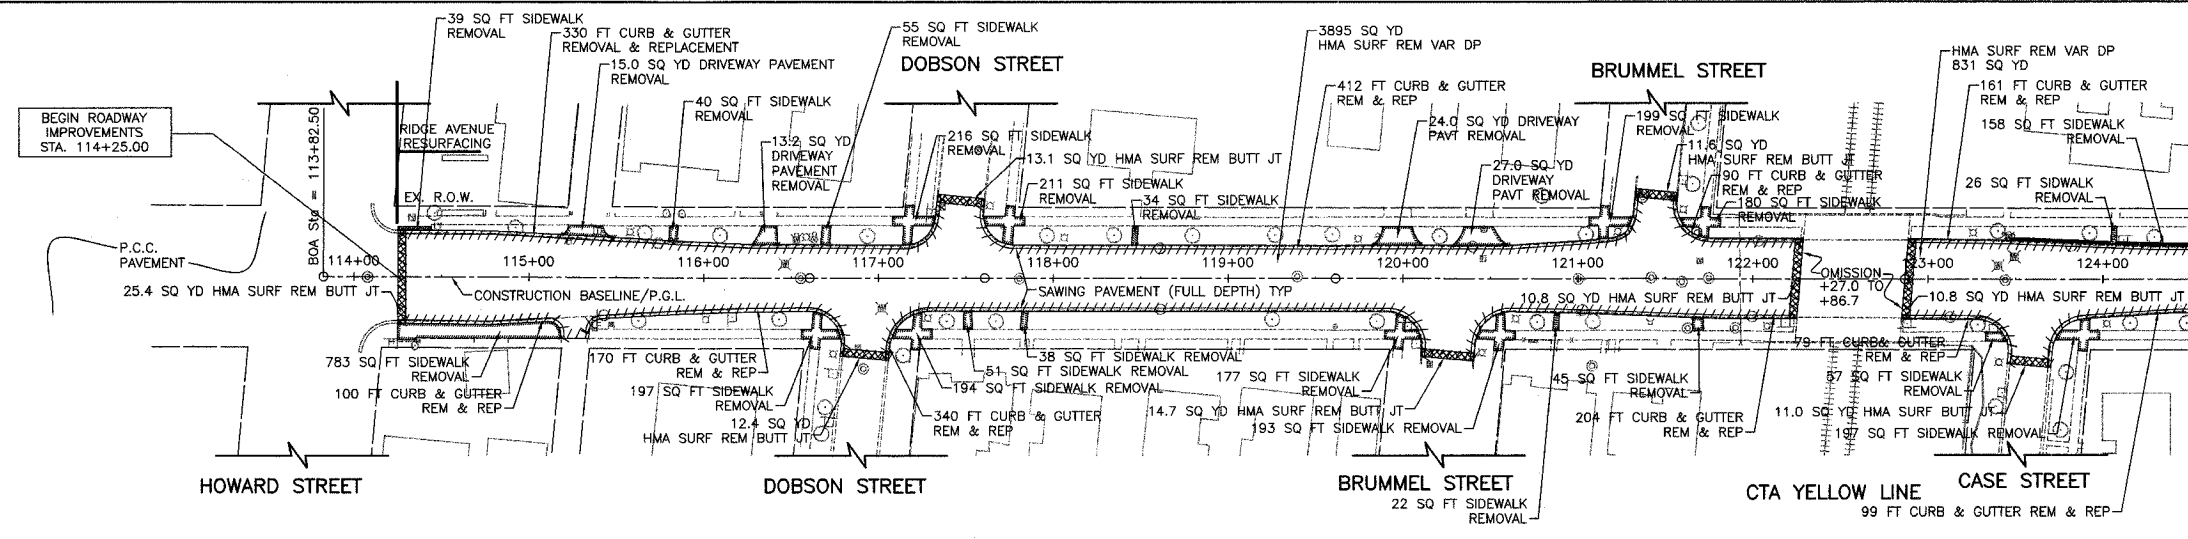 39 SQ FT SIDEWALK
REMOVAL
330 FT CURB & GUTTER
REMOVAL & REPLACEMENT
15.0 SQ YD DRIVEWAY PAVEMENT
REMOVAL
40 SQ FT SIDEWALK
REMOVAL
13.2 SQ YD
DRIVEWAY
PAVEMENT
REMOVAL
55 SQ FT SIDEWALK
REMOVAL
DOBSON STREET
216 SQ FT SIDEWALK
REMOVAL
13.1 SQ YD HMA SURF REM BUTT JT
211 SQ FT SIDEWALK
REMOVAL
34 SQ FT SIDEWALK
REMOVAL
3895 SQ YD
HMA SURF REM VAR DP
412 FT CURB & GUTTER
REM & REP
24.0 SQ YD DRIVEWAY
PAVT REMOVAL
27.0 SQ YD
DRIVEWAY
PAVT REMOVAL
BRUMMEL STREET
199 SQ FT SIDEWALK
REMOVAL
11.6 SQ YD
HMA SURF REM BUTT JT
90 FT CURB & GUTTER
REM & REP
180 SQ FT SIDEWALK
REMOVAL
HMA SURF REM VAR DP
831 SQ YD
161 FT CURB & GUTTER
REM & REP
158 SQ FT SIDEWALK
REMOVAL
26 SQ FT SIDWALK
REMOVAL
BEGIN ROADWAY
IMPROVEMENTS
STA. 114+25.00
BOA Sta = 113+82.50
RIDGE AVENUE
RESURFACING
EX. R.O.W.
P.C.C.
PAVEMENT
114+00
115+00
116+00
117+00
118+00
119+00
120+00
121+00
122+00
123+00
124+00
OMISSION
+27.0 TO
+86.7
25.4 SQ YD HMA SURF REM BUTT JT
CONSTRUCTION BASELINE/P.G.L.
SAWING PAVEMENT (FULL DEPTH) TYP
10.8 SQ YD HMA SURF REM BUTT JT
10.8 SQ YD HMA SURF REM BUTT JT
783 SQ FT SIDEWALK
REMOVAL
100 FT CURB & GUTTER
REM & REP
170 FT CURB & GUTTER
REM & REP
197 SQ FT SIDEWALK
REMOVAL
12.4 SQ YD
HMA SURF REM BUTT JT
38 SQ FT SIDEWALK REMOVAL
51 SQ FT SIDEWALK REMOVAL
194 SQ FT SIDEWALK REMOVAL
340 FT CURB & GUTTER
REM & REP
177 SQ FT SIDEWALK
REMOVAL
14.7 SQ YD HMA SURF REM BUTT JT
193 SQ FT SIDEWALK REMOVAL
45 SQ FT SIDEWALK
REMOVAL
204 FT CURB & GUTTER
REM & REP
79 FT CURB& GUTTER
REM & REP
57 SQ FT SIDEWALK
REMOVAL
11.0 SQ YD HMA SURF BUTT JT
197 SQ FT SIDEWALK REMOVAL
HOWARD STREET
DOBSON STREET
BRUMMEL STREET
22 SQ FT SIDEWALK
REMOVAL
CTA YELLOW LINE
CASE STREET
99 FT CURB & GUTTER REM & REP